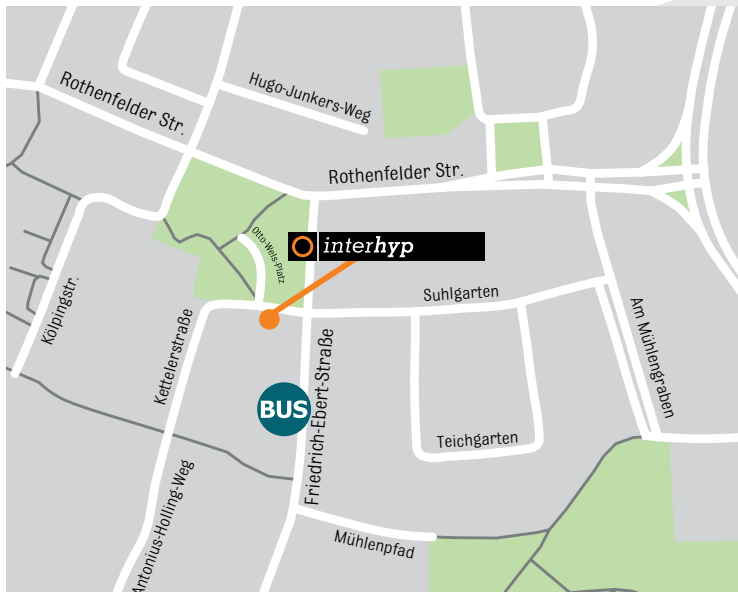 Rothenfelder Str.
Hugo-Junkers-Weg
Rothenfelder Str.
Otto-Wels-Platz
interhyp
Kölpingstr.
Kettelerstraße
Suhlgarten
Am Mühlengraben
BUS
Friedrich-Ebert-Straße
Teichgarten
Antonius-Holling-Weg
Mühlenpfad